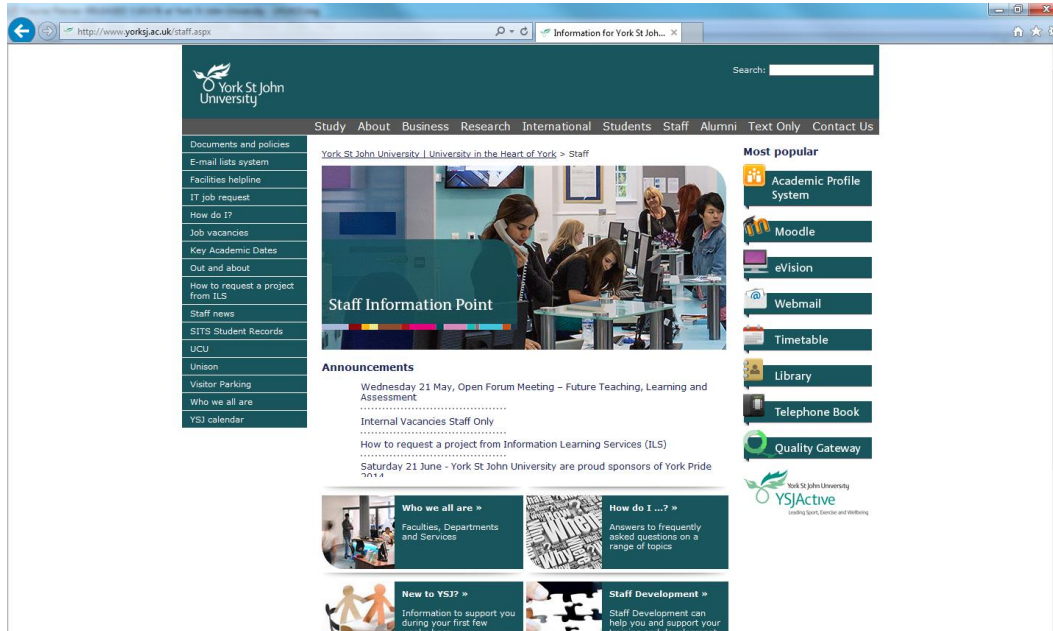 http://www.yorksj.ac.uk/staff.aspx
Information for York St Joh...
York St John
University
Search:
Study About Business Research International Students Staff Alumni Text Only Contact Us
Documents and policies
E-mail lists system
Facilities helpline
IT job request
How do I?
Job vacancies
Key Academic Dates
Out and about
How to request a project
from ILS
Staff news
SITS Student Records
UCU
Unison
Visitor Parking
Who we all are
YSJ calendar
York St John University | University in the Heart of York > Staff
Staff Information Point
Announcements
Wednesday 21 May, Open Forum Meeting – Future Teaching, Learning and
Assessment
Internal Vacancies Staff Only
How to request a project from Information Learning Services (ILS)
Saturday 21 June - York St John University are proud sponsors of York Pride
2014
Who we all are »
Faculties, Departments
and Services
How do I ...? »
Answers to frequently
asked questions on a
range of topics
New to YSJ? »
Information to support you
during your first few
Staff Development »
Staff Development can
help you and support your
Most popular
Academic Profile
System
Moodle
eVision
Webmail
Timetable
Library
Telephone Book
Quality Gateway
York St John University
YSJActive
Leading Sport, Exercise and Wellbeing